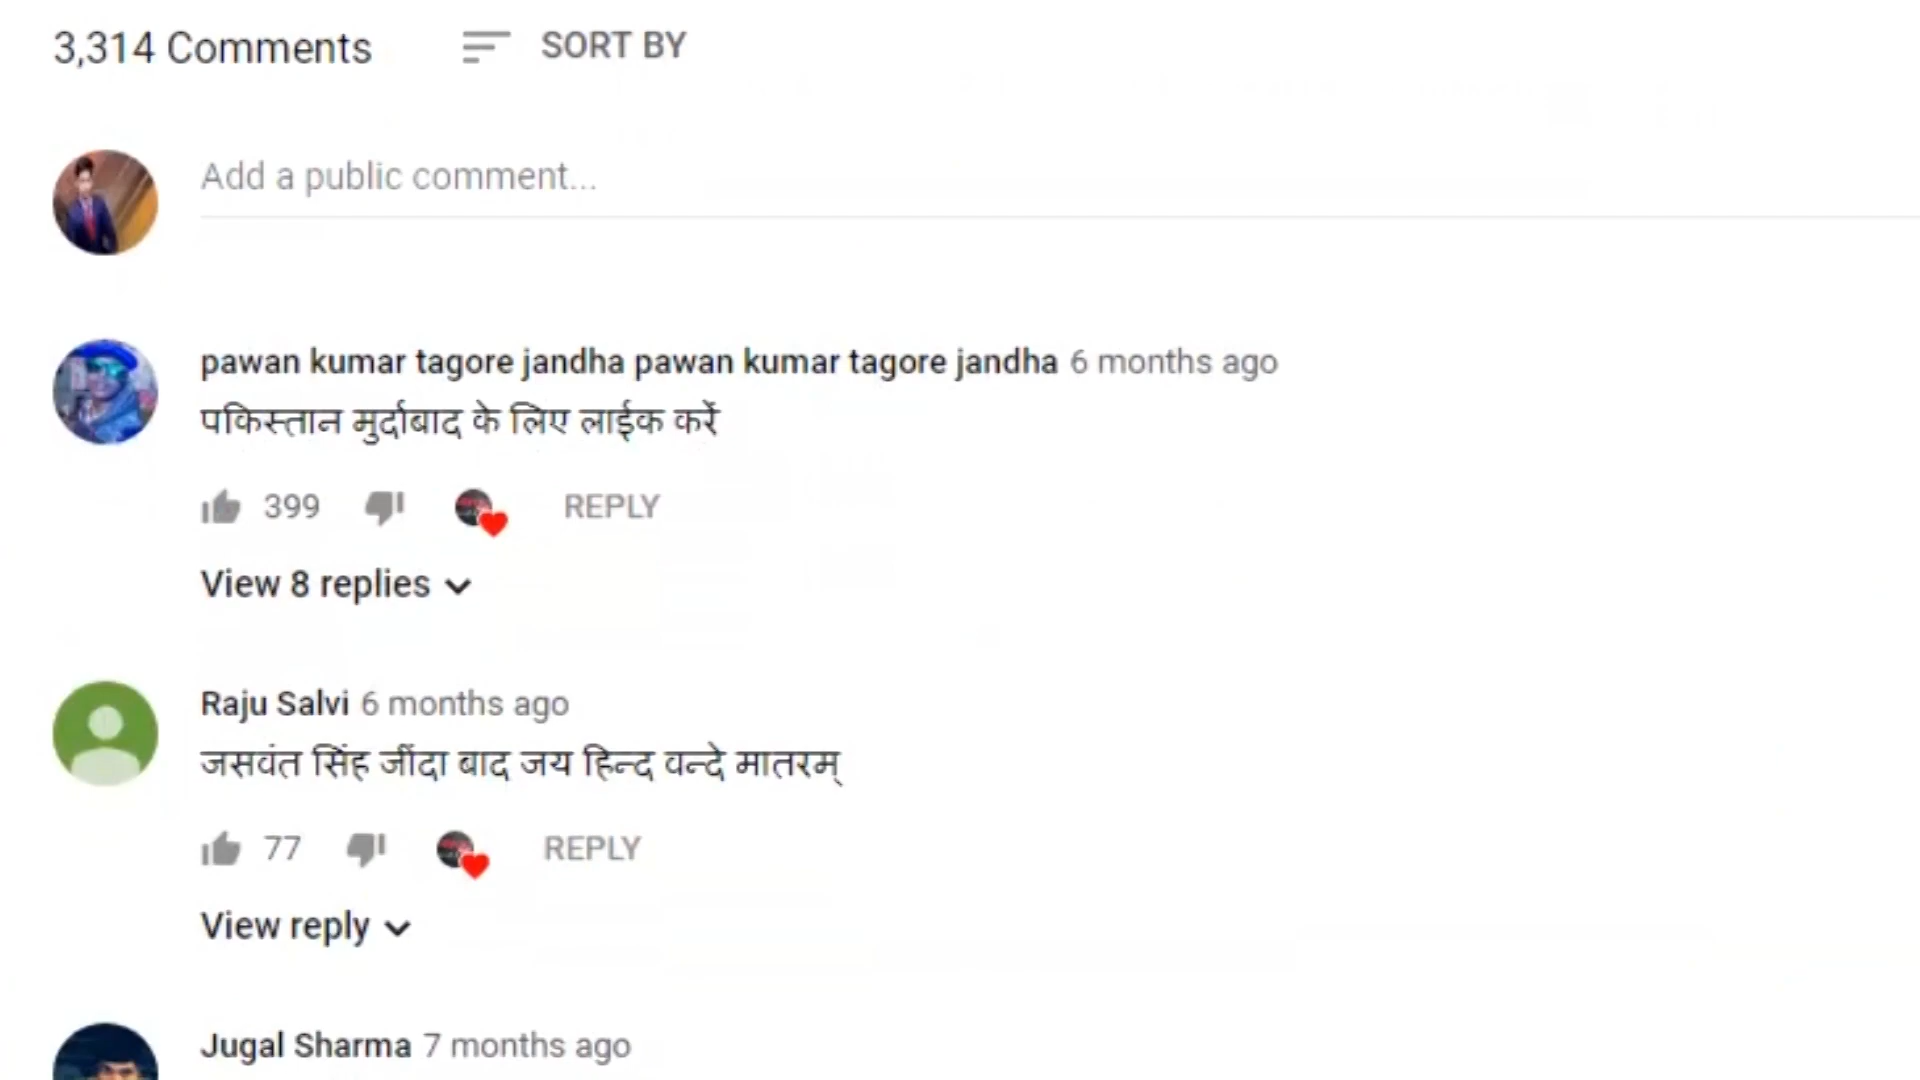 3,314 Comments SORT BY
Add a public comment...
pawan kumar tagore jandha pawan kumar tagore jandha 6 months ago
पकिस्तान मुर्दाबाद के लिए लाईक करें
399 REPLY
View 8 replies
Raju Salvi 6 months ago
जसवंत सिंह जींदा बाद जय हिन्द वन्दे मातरम्
77 REPLY
View reply
Jugal Sharma 7 months ago